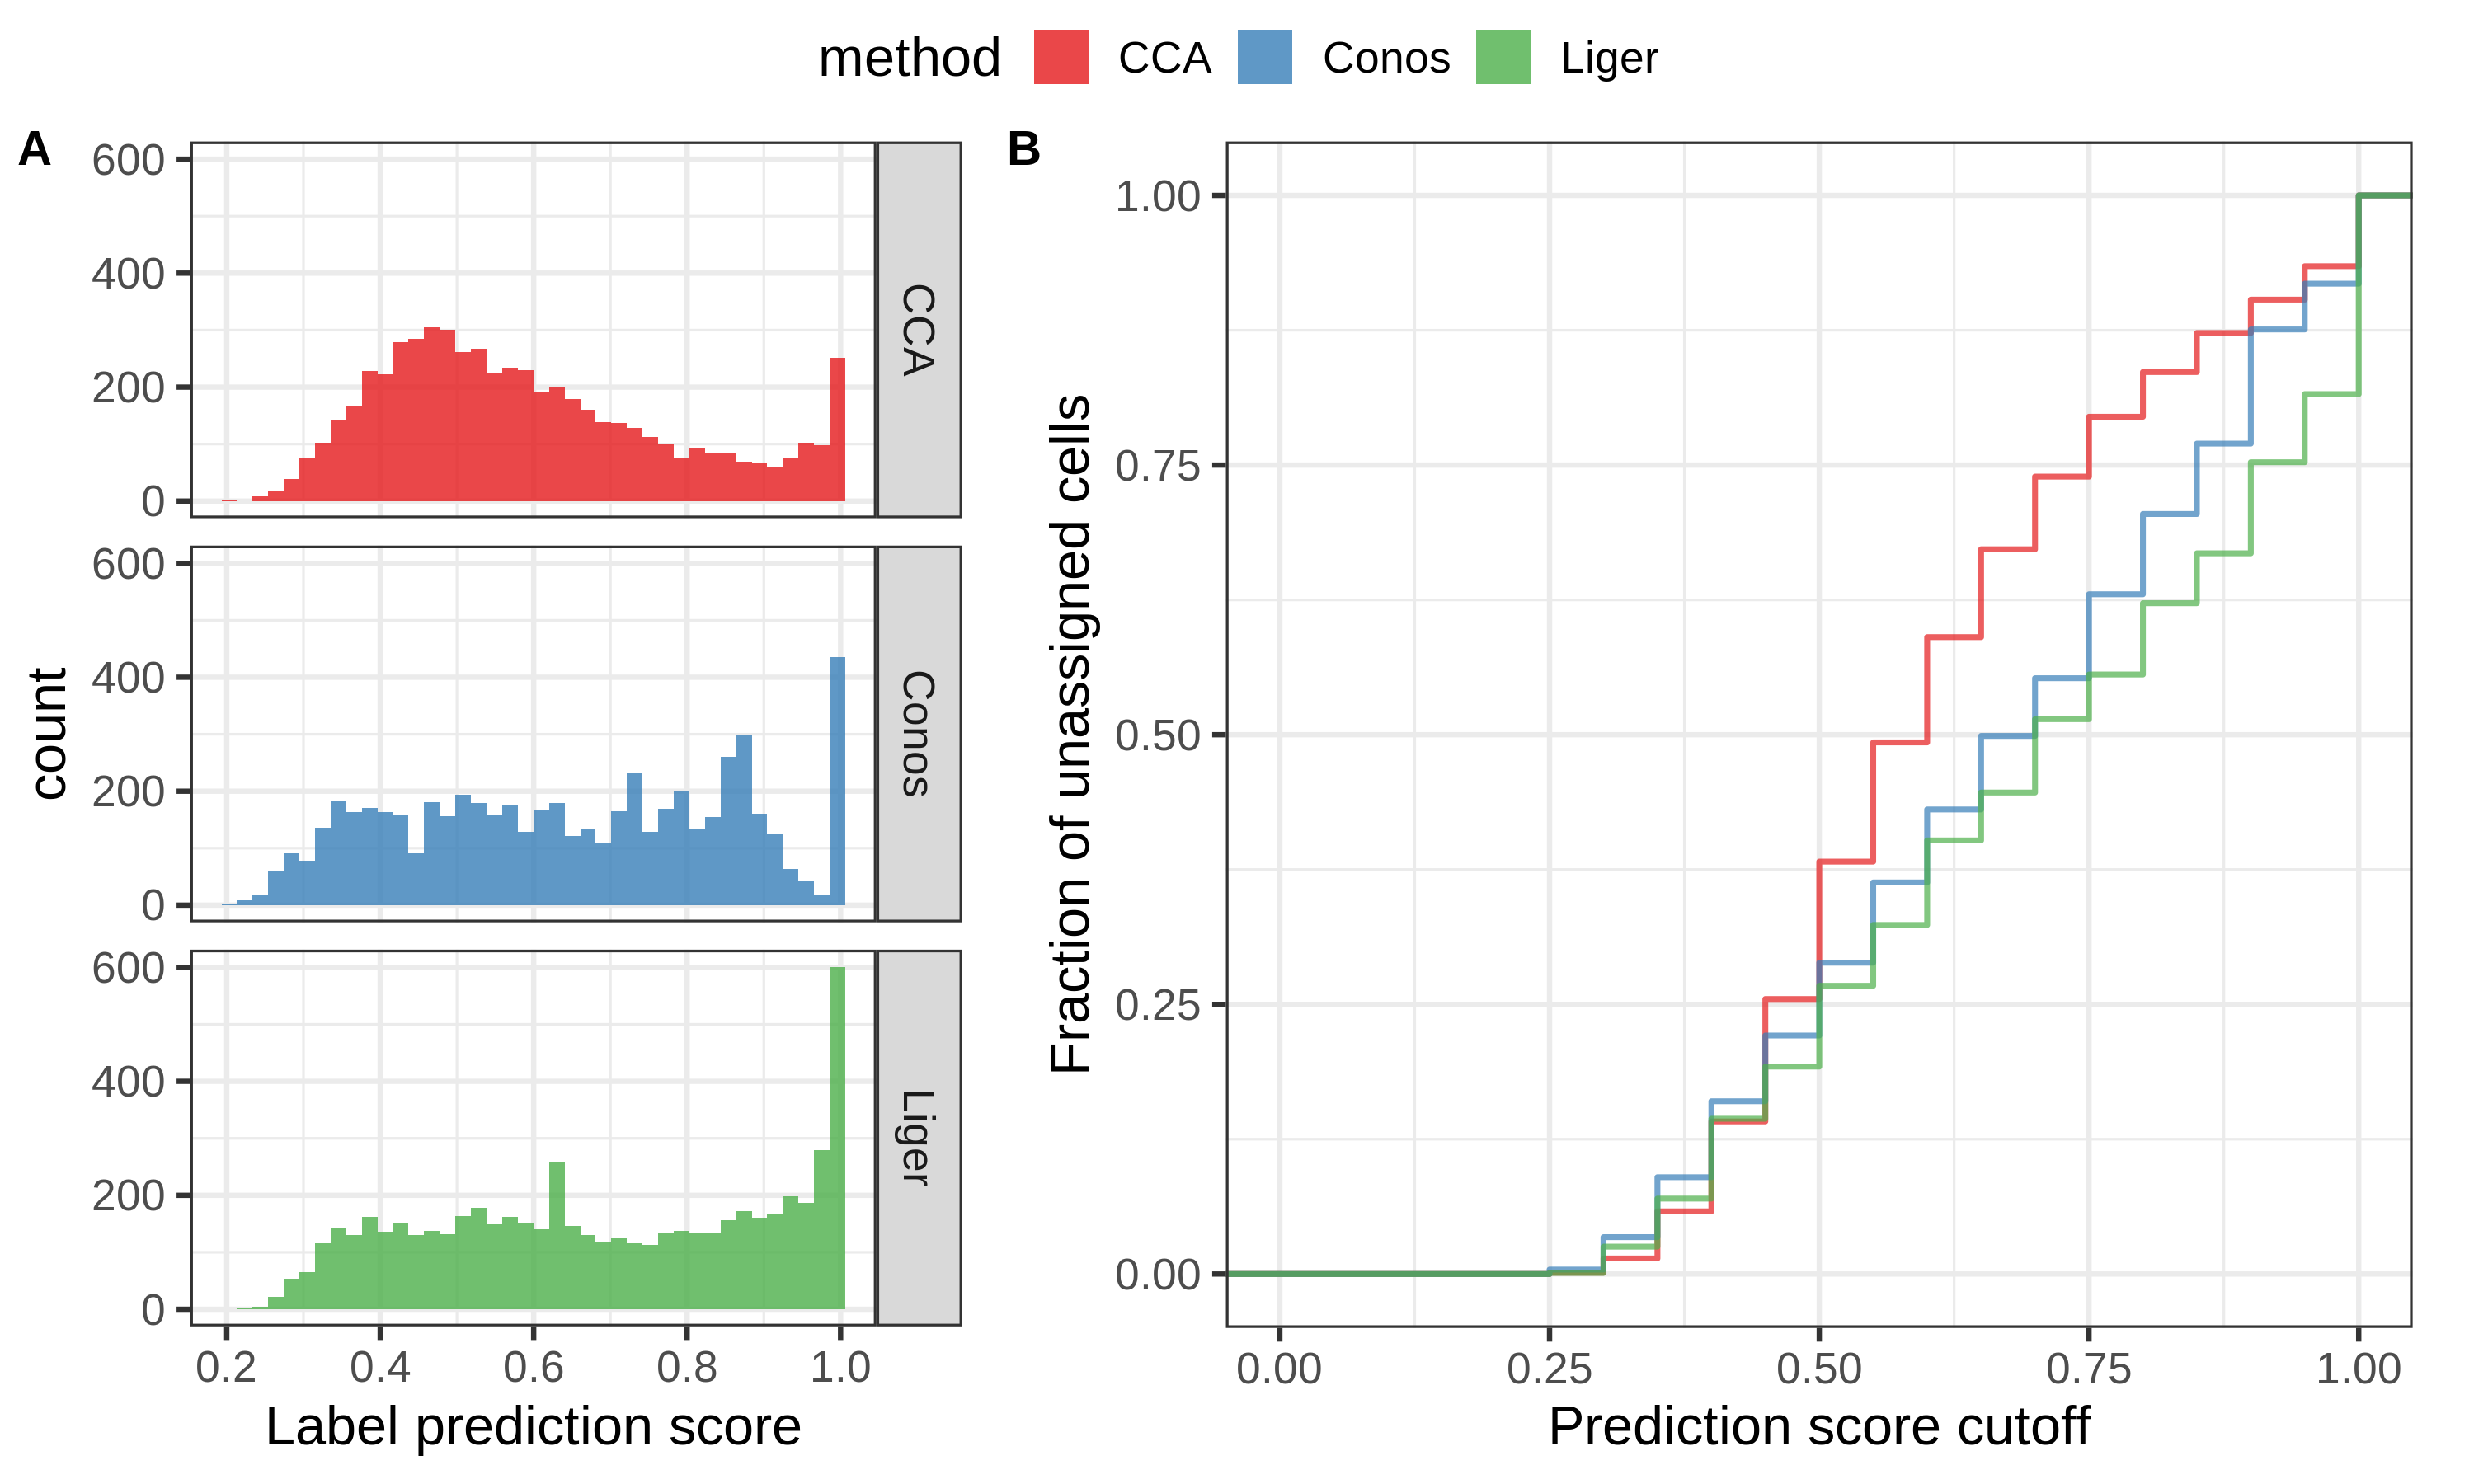 method CCA Conos Liger
A
600
400
200
0
CCA
600
400
200
0
Conos
600
400
200
0
Liger
count
0.2 0.4 0.6 0.8 1.0
Label prediction score
B
1.00
0.75
0.50
0.25
0.00
Fraction of unassigned cells
0.00 0.25 0.50 0.75 1.00
Prediction score cutoff